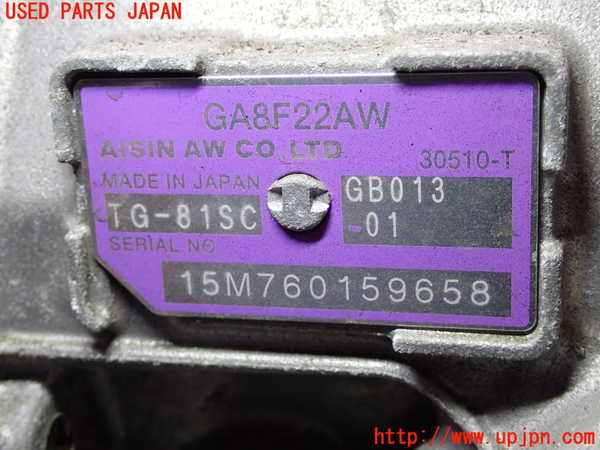 USED PARTS JAPAN
GA8F22AW
AISIN AW CO LTD
30510-T
MADE IN JAPAN
GB013
TG-81SC
-01
SERIAL NO
15M760159658
http://www.upjpn.com/